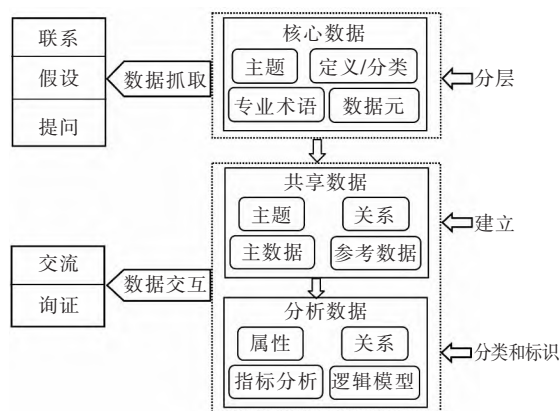 联系
假设
提问
数据抓取
核心数据
主题
定义/分类
专业术语
数据元
分层
共享数据
主题
关系
主数据
参考数据
建立
交流
询证
数据交互
分析数据
属性
关系
指标分析
逻辑模型
分类和标识